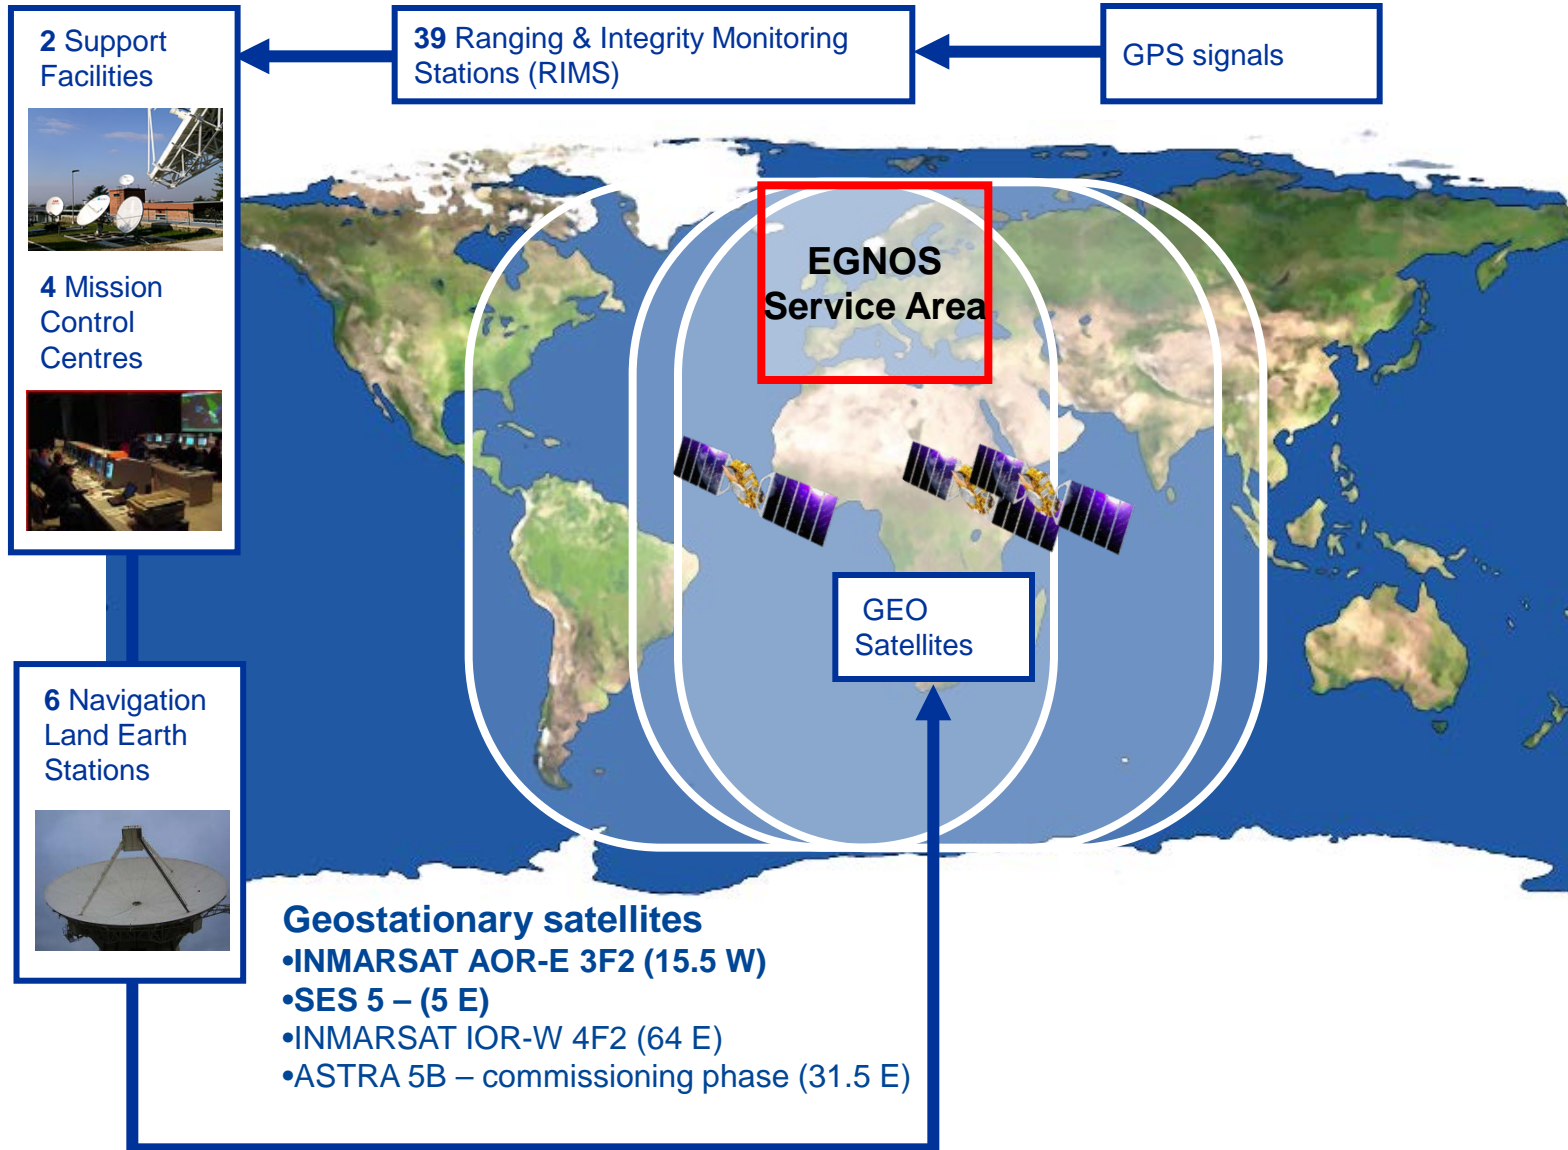 2 Support
Facilities
39 Ranging & Integrity Monitoring
Stations (RIMS)
GPS signals
4 Mission
Control
Centres
EGNOS
Service Area
GEO
Satellites
6 Navigation
Land Earth
Stations
Geostationary satellites
•INMARSAT AOR-E 3F2 (15.5 W)
•SES 5 – (5 E)
•INMARSAT IOR-W 4F2 (64 E)
•ASTRA 5B – commissioning phase (31.5 E)